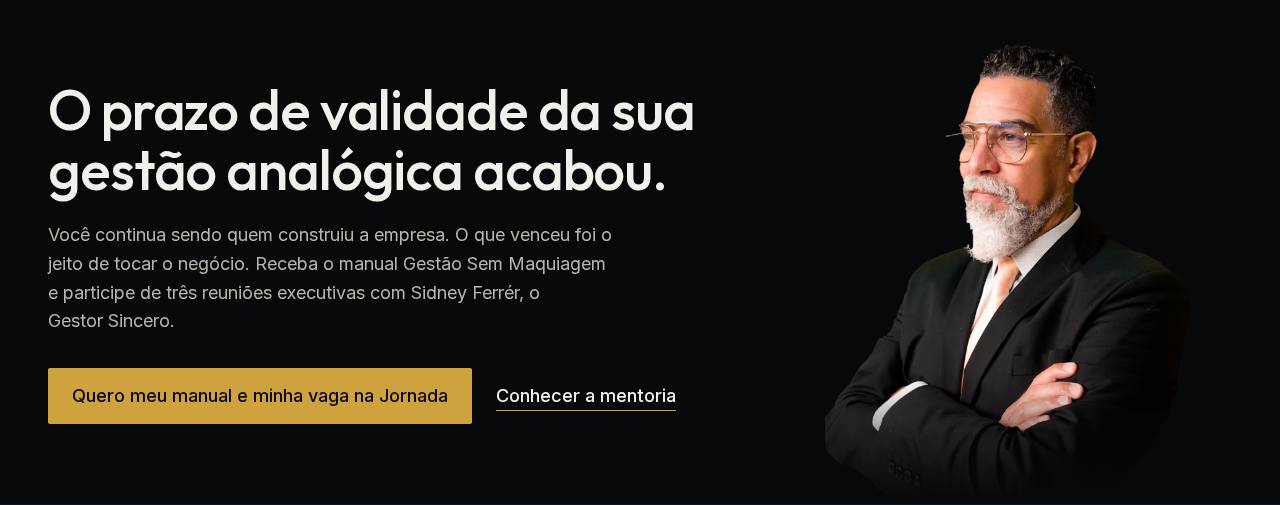 O prazo de validade da sua
gestão analógica acabou.
Você continua sendo quem construiu a empresa. O que venceu foi o
jeito de tocar o negócio. Receba o manual Gestão Sem Maquiagem
e participe de três reuniões executivas com Sidney Ferrér, o
Gestor Sincero.
Quero meu manual e minha vaga na Jornada
Conhecer a mentoria